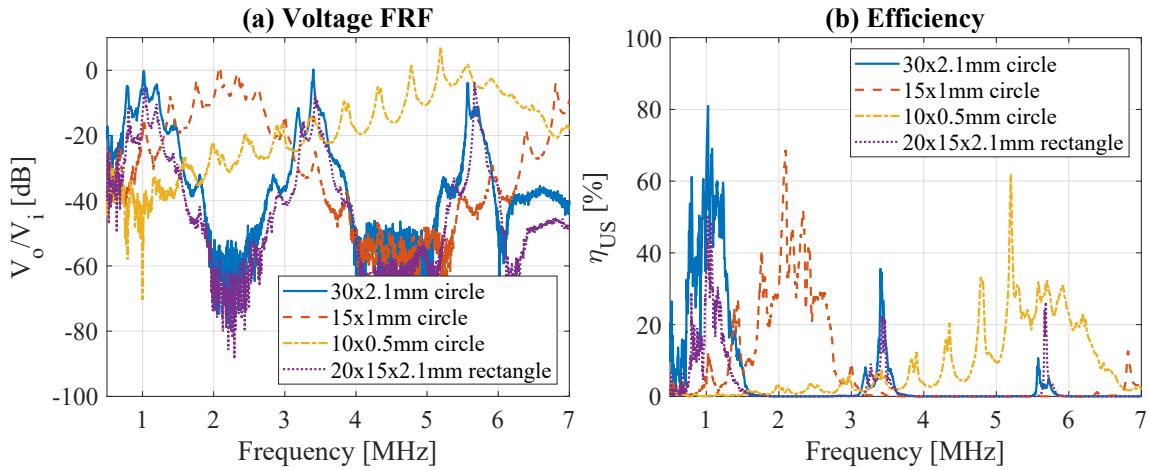 (a) Voltage FRF
0
-20
-40
-60
-80
-100
V_o/V_i [dB]
30x2.1mm circle
15x1mm circle
10x0.5mm circle
20x15x2.1mm rectangle
1 2 3 4 5 6 7
Frequency [MHz]
(b) Efficiency
100
80
60
40
20
0
η_US [%]
30x2.1mm circle
15x1mm circle
10x0.5mm circle
20x15x2.1mm rectangle
1 2 3 4 5 6 7
Frequency [MHz]